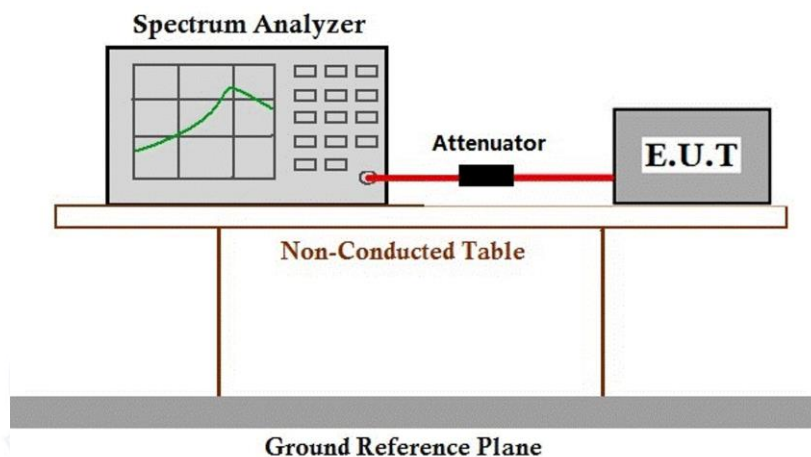 Spectrum Analyzer
Attenuator
E.U.T
Non-Conducted Table
Ground Reference Plane